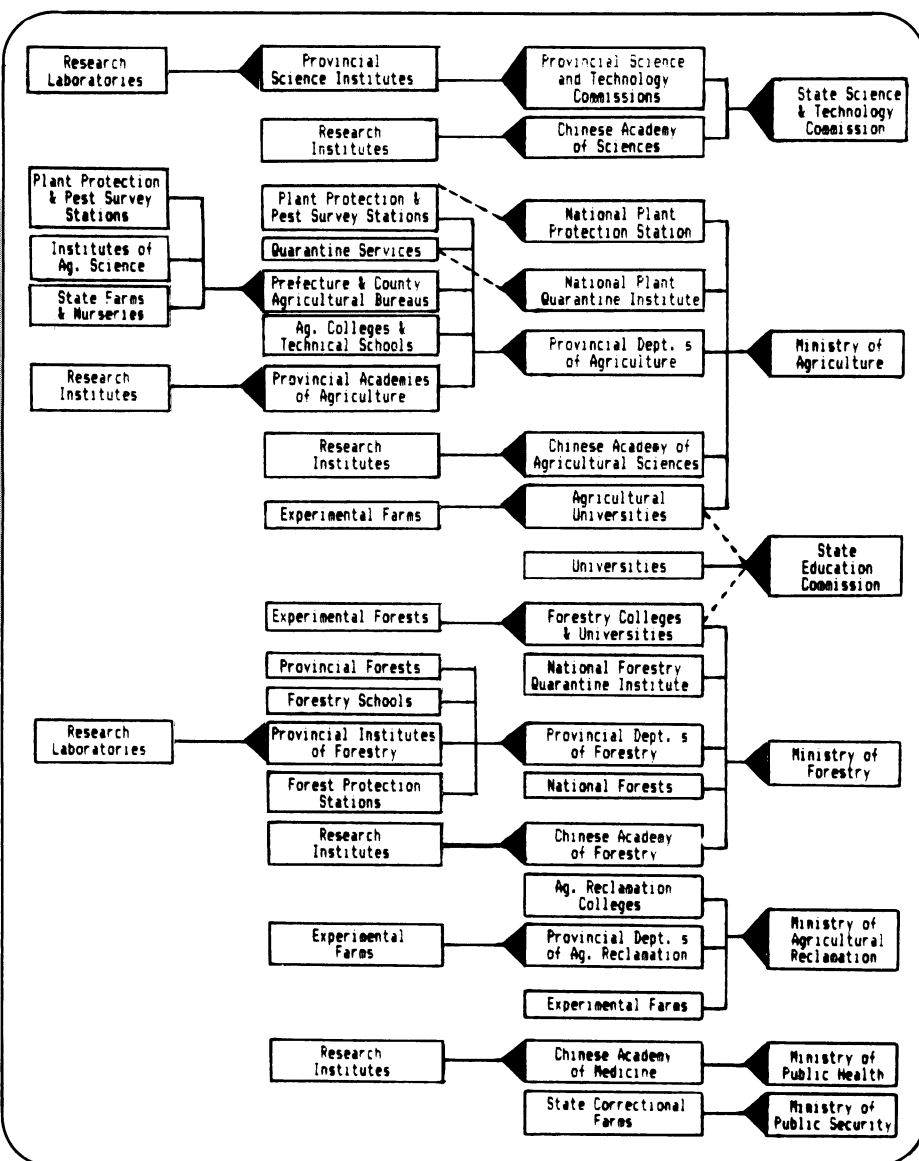 Research
Laboratories
Provincial
Science Institutes
Provincial Science
and Technology
Commissions
State Science
& Technology
Commission
Research
Institutes
Chinese Academy
of Sciences
Plant Protection
& Pest Survey
Stations
Institutes of
Ag. Science
State Farms
& Nurseries
Research
Institutes
Plant Protection &
Pest Survey Stations
Quarantine Services
Prefecture & County
Agricultural Bureaus
Ag. Colleges &
Technical Schools
Provincial Academies
of Agriculture
National Plant
Protection Station
National Plant
Quarantine Institute
Provincial Dept. s
of Agriculture
Ministry of
Agriculture
Research
Institutes
Chinese Academy of
Agricultural Sciences
Experimental Farms
Agricultural
Universities
Universities
State
Education
Commission
Experimental Forests
Forestry Colleges
& Universities
Provincial Forests
Forestry Schools
Research
Laboratories
Provincial Institutes
of Forestry
Forest Protection
Stations
National Forestry
Quarantine Institute
Provincial Dept. s
of Forestry
National Forests
Ministry of
Forestry
Research
Institutes
Chinese Academy
of Forestry
Ag. Reclamation
Colleges
Experimental
Farms
Provincial Dept. s
of Ag. Reclamation
Experimental Farms
Ministry of
Agricultural
Reclamation
Research
Institutes
Chinese Academy
of Medicine
Ministry of
Public Health
State Correctional
Farms
Ministry of
Public Security